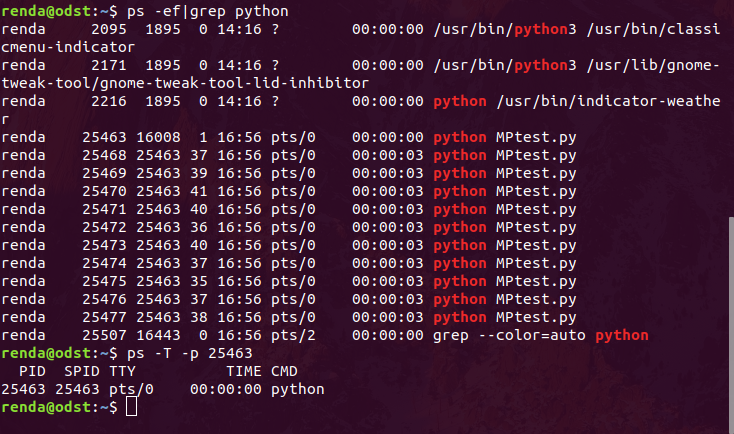 renda@odst:~$ ps -ef|grep python
renda     2095  1895  0 14:16 ?        00:00:00 /usr/bin/python3 /usr/bin/classi
cmenu-indicator
renda     2171  1895  0 14:16 ?        00:00:00 /usr/bin/python3 /usr/lib/gnome-
tweak-tool/gnome-tweak-tool-lid-inhibitor
renda     2216  1895  0 14:16 ?        00:00:00 python /usr/bin/indicator-weathe
r
renda    25463 16008  1 16:56 pts/0    00:00:00 python MPtest.py
renda    25468 25463 37 16:56 pts/0    00:00:03 python MPtest.py
renda    25469 25463 39 16:56 pts/0    00:00:03 python MPtest.py
renda    25470 25463 41 16:56 pts/0    00:00:03 python MPtest.py
renda    25471 25463 40 16:56 pts/0    00:00:03 python MPtest.py
renda    25472 25463 36 16:56 pts/0    00:00:03 python MPtest.py
renda    25473 25463 40 16:56 pts/0    00:00:03 python MPtest.py
renda    25474 25463 37 16:56 pts/0    00:00:03 python MPtest.py
renda    25475 25463 35 16:56 pts/0    00:00:03 python MPtest.py
renda    25476 25463 37 16:56 pts/0    00:00:03 python MPtest.py
renda    25477 25463 38 16:56 pts/0    00:00:03 python MPtest.py
renda    25507 16443  0 16:56 pts/2    00:00:00 grep --color=auto python
renda@odst:~$ ps -T -p 25463
  PID  SPID TTY          TIME CMD
25463 25463 pts/0    00:00:00 python
renda@odst:~$